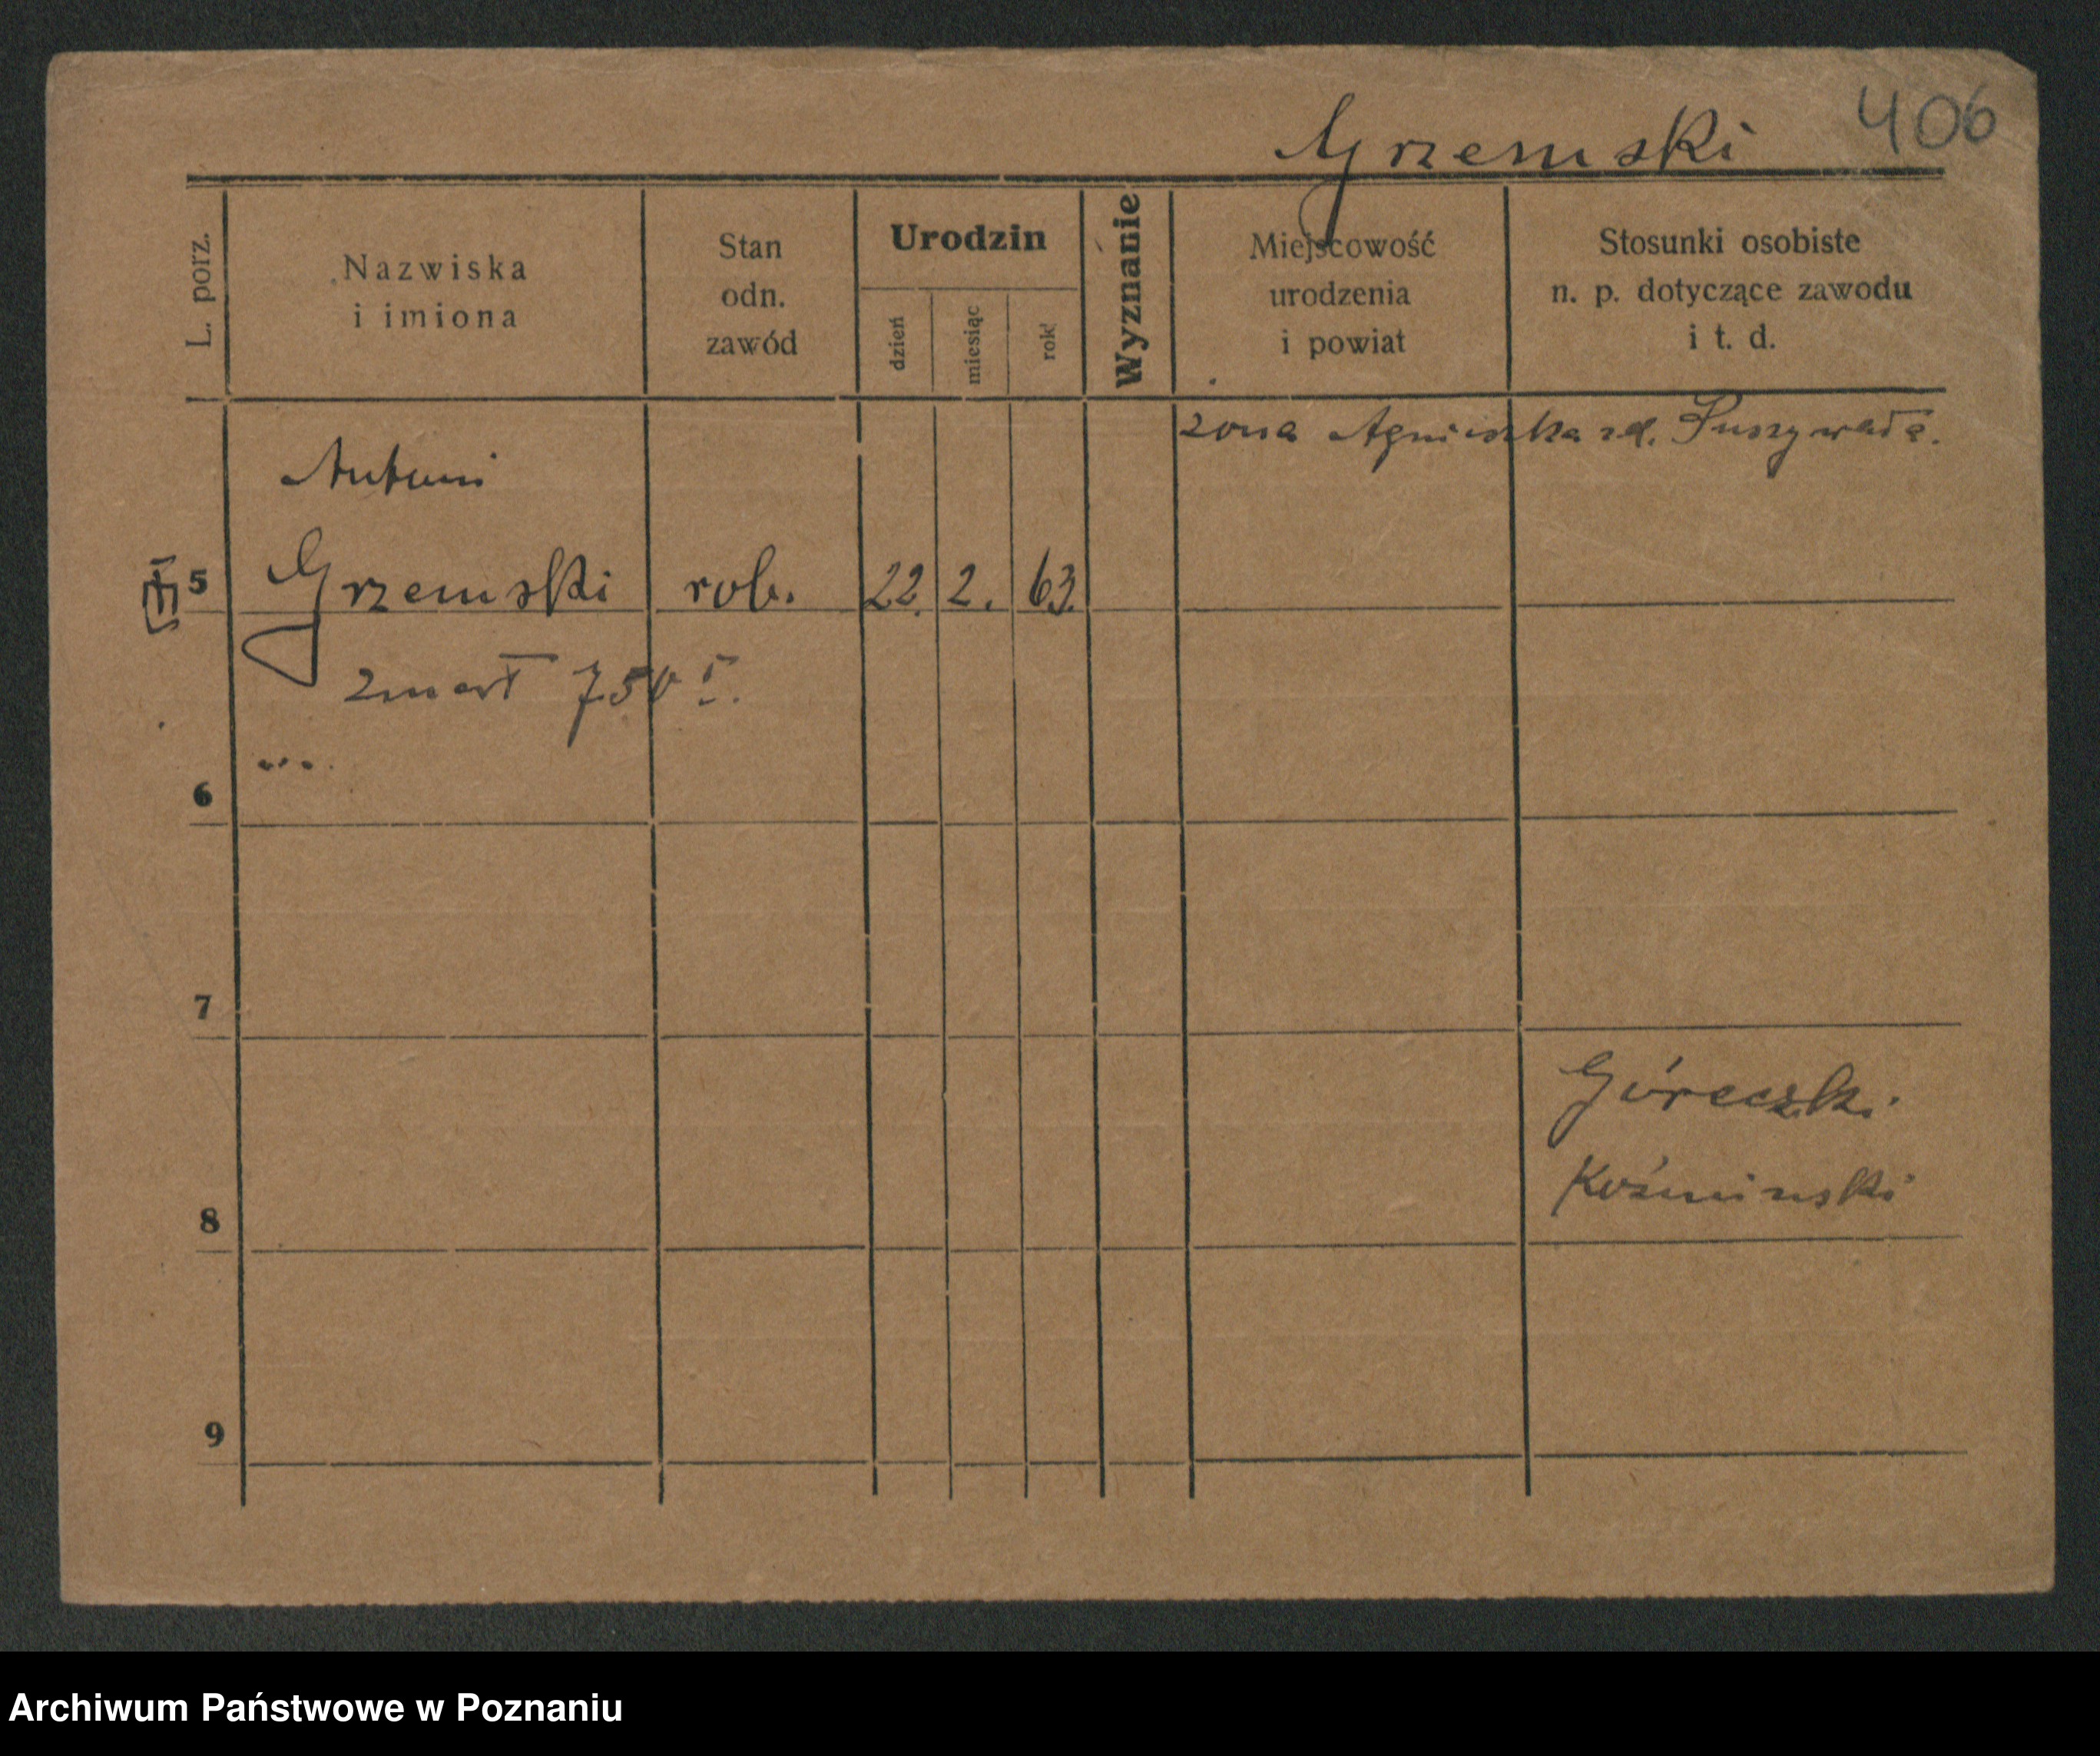 406
Grzemski
L. porz.
Nazwiska
i imiona
Stan
odn.
zawód
Urodzin
dzień
miesiąc
rok
Wyznanie
Miejscowość
urodzenia
i powiat
Stosunki osobiste
n. p. dotyczące zawodu
i t. d.
żona Agnieszka
Antoni
5 Grzemski rob. 22. 2. 63.
zmarł
6
7
Góreczki
Koźminski
8
9
Archiwum Państwowe w Poznaniu